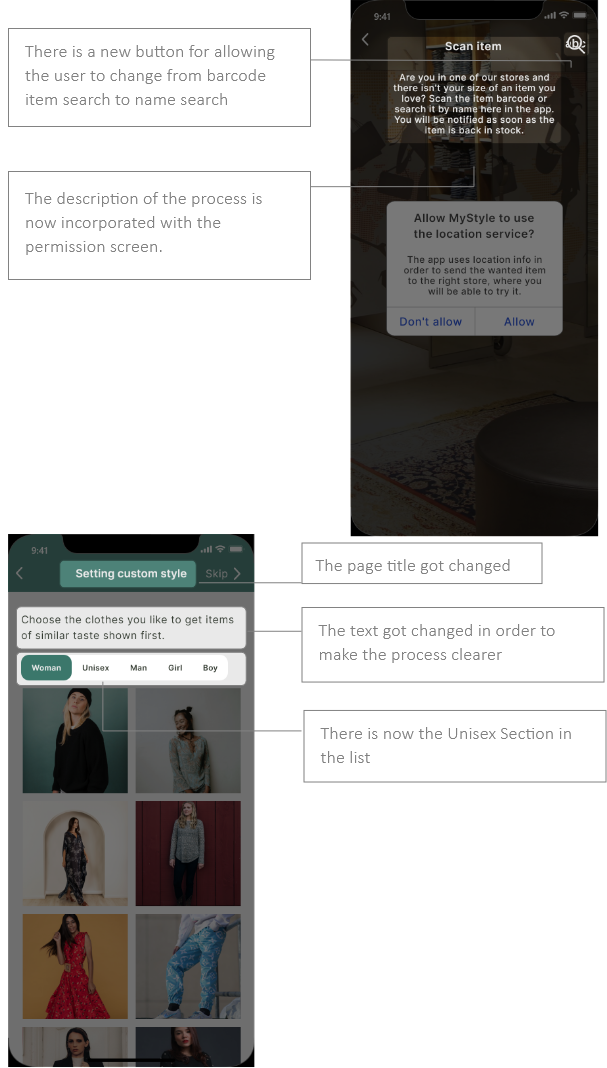 There is a new button for allowing
the user to change from barcode
item search to name search
The description of the process is
now incorporated with the
permission screen.
9:41
Scan item
Are you in one of our stores and
there isn't your size of an item you
love? Scan the item barcode or
search it by name here in the app.
You will be notified as soon as the
item is back in stock.
Allow MyStyle to use
the location service?
The app uses location info in
order to send the wanted item
to the right store, where you
will be able to try it.
Don't allow Allow
9:41
Setting custom style Skip
Choose the clothes you like to get items
of similar taste shown first.
Woman Unisex Man Girl Boy
The page title got changed
The text got changed in order to
make the process clearer
There is now the Unisex Section in
the list